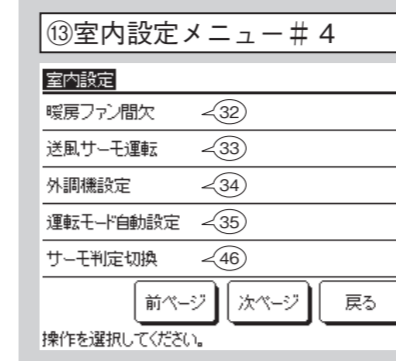 ⑬室内設定メニュー＃４
室内設定
暖房ファン間欠 ㉜
送風サーモ運転 ㉝
外調機設定 ㉞
運転モード自動設定 ㉟
サーモ判定切換 ㊻
前ページ 次ページ 戻る
操作を選択してください。